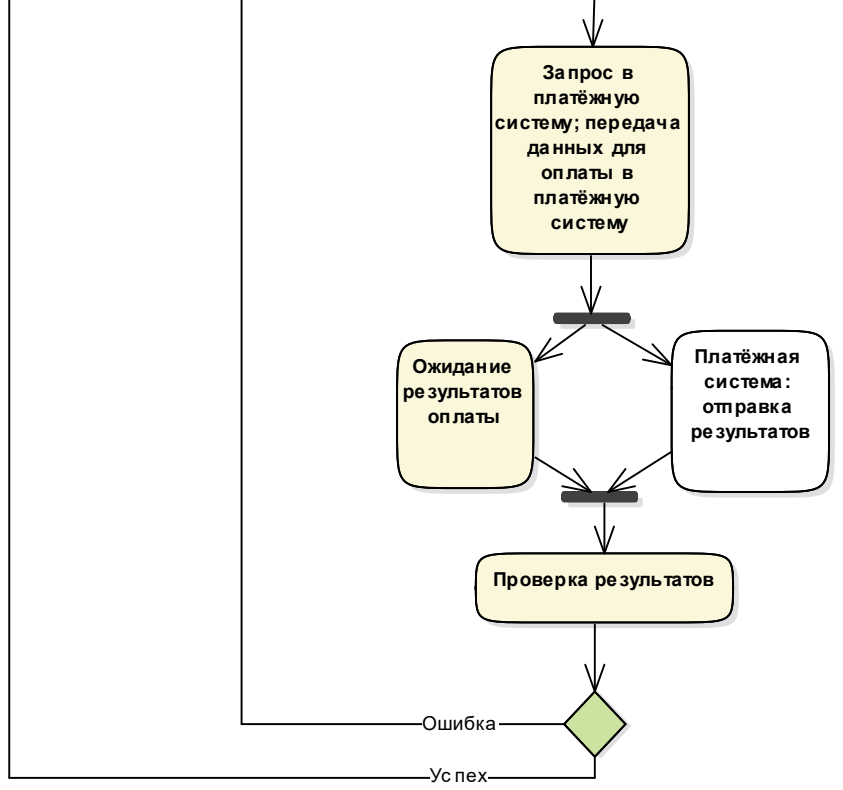 Запрос в
платёжную
систему; передача
данных для
оплаты в
платёжную
систему
Ожидание
результатов
оплаты
Платёжная
система:
отправка
результатов
Проверка результатов
Ошибка
Успех